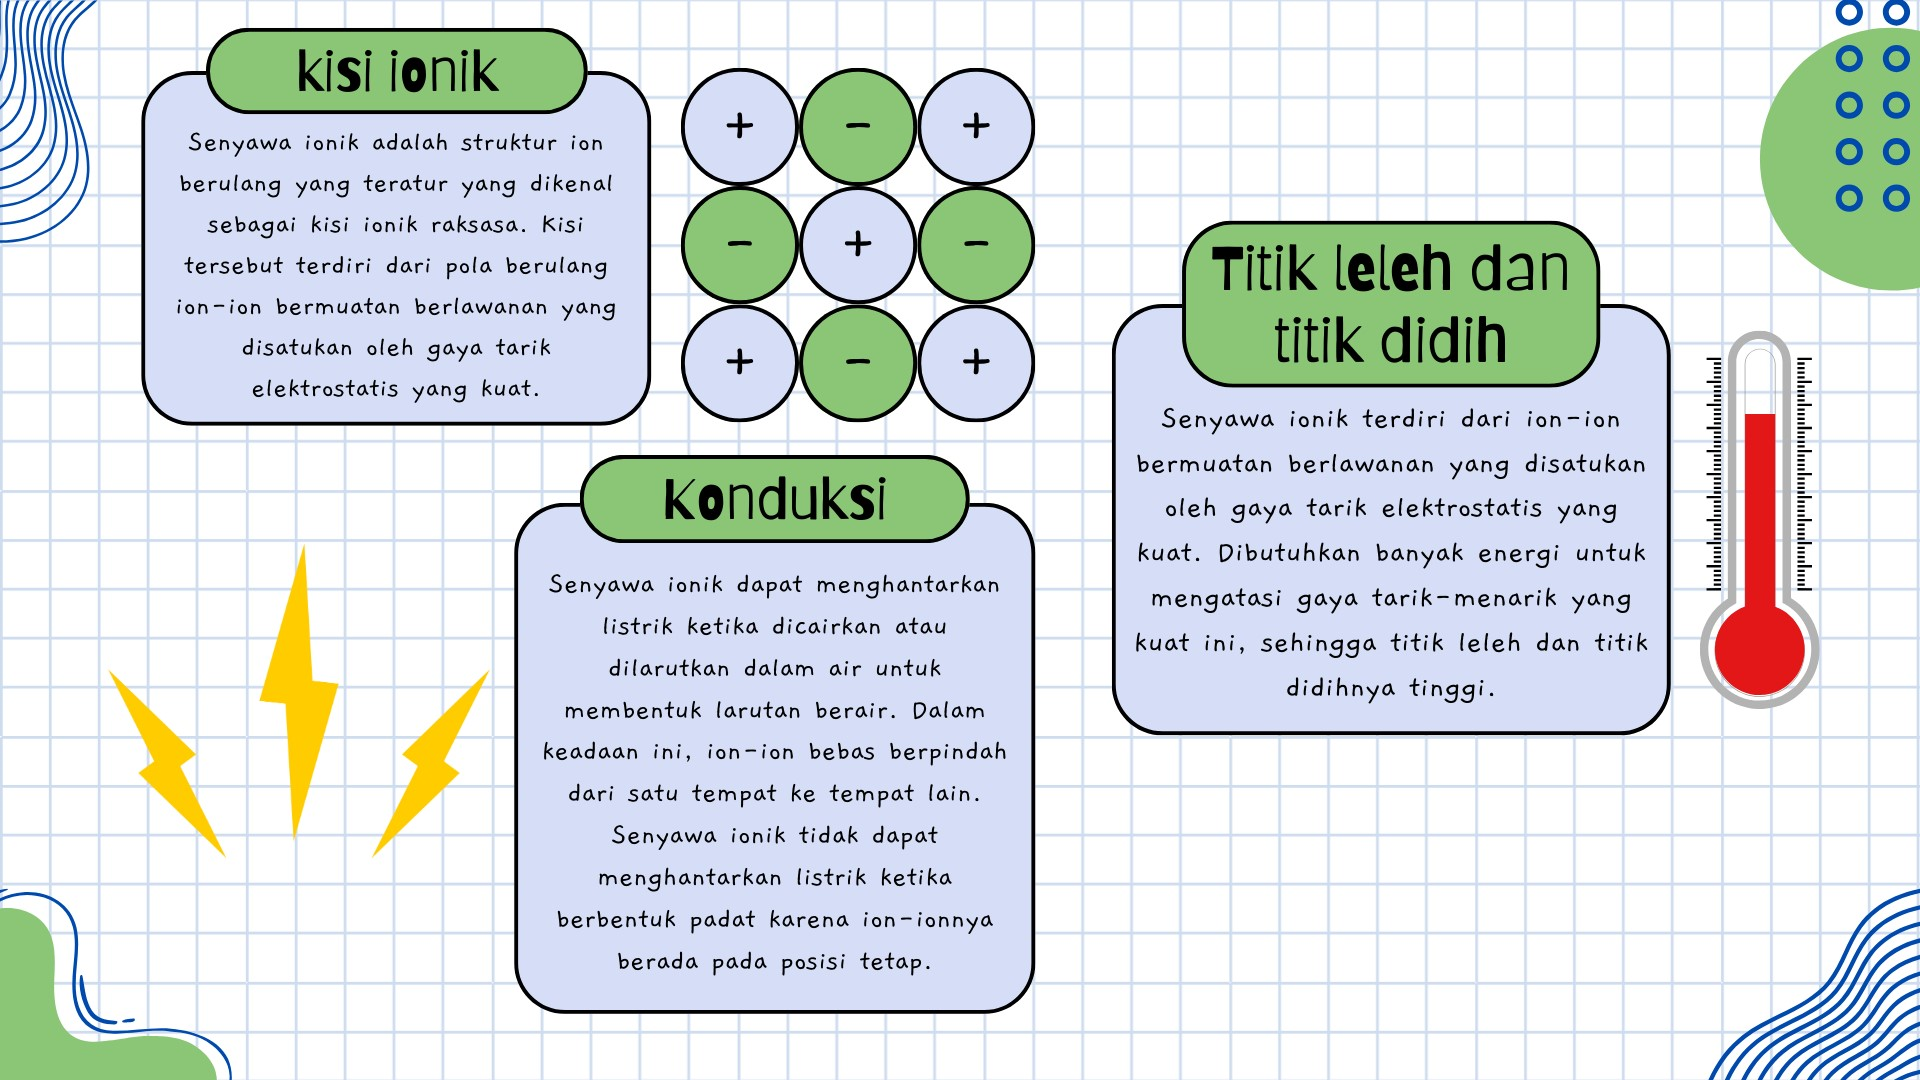 kisi ionik
Senyawa ionik adalah struktur ion
berulang yang teratur yang dikenal
sebagai kisi ionik raksasa. Kisi
tersebut terdiri dari pola berulang
ion-ion bermuatan berlawanan yang
disatukan oleh gaya tarik
elektrostatis yang kuat.
+ - +
- + -
+ - +
Konduksi
Senyawa ionik dapat menghantarkan
listrik ketika dicairkan atau
dilarutkan dalam air untuk
membentuk larutan berair. Dalam
keadaan ini, ion-ion bebas berpindah
dari satu tempat ke tempat lain.
Senyawa ionik tidak dapat
menghantarkan listrik ketika
berbentuk padat karena ion-ionnya
berada pada posisi tetap.
Titik leleh dan
titik didih
Senyawa ionik terdiri dari ion-ion
bermuatan berlawanan yang disatukan
oleh gaya tarik elektrostatis yang
kuat. Dibutuhkan banyak energi untuk
mengatasi gaya tarik-menarik yang
kuat ini, sehingga titik leleh dan titik
didihnya tinggi.